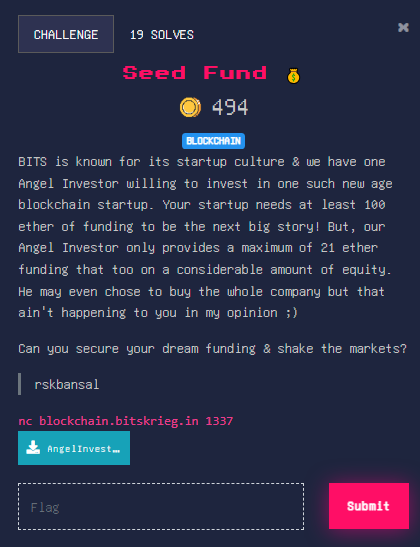 CHALLENGE 19 SOLVES
Seed Fund
494
BLOCKCHAIN
BITS is known for its startup culture & we have one
Angel Investor willing to invest in one such new age
blockchain startup. Your startup needs at least 100
ether of funding to be the next big story! But, our
Angel Investor only provides a maximum of 21 ether
funding that too on a considerable amount of equity.
He may even chose to buy the whole company but that
ain't happening to you in my opinion ;)
Can you secure your dream funding & shake the markets?
rskbansal
nc blockchain.bitskrieg.in 1337
AngelInvest…
Flag Submit